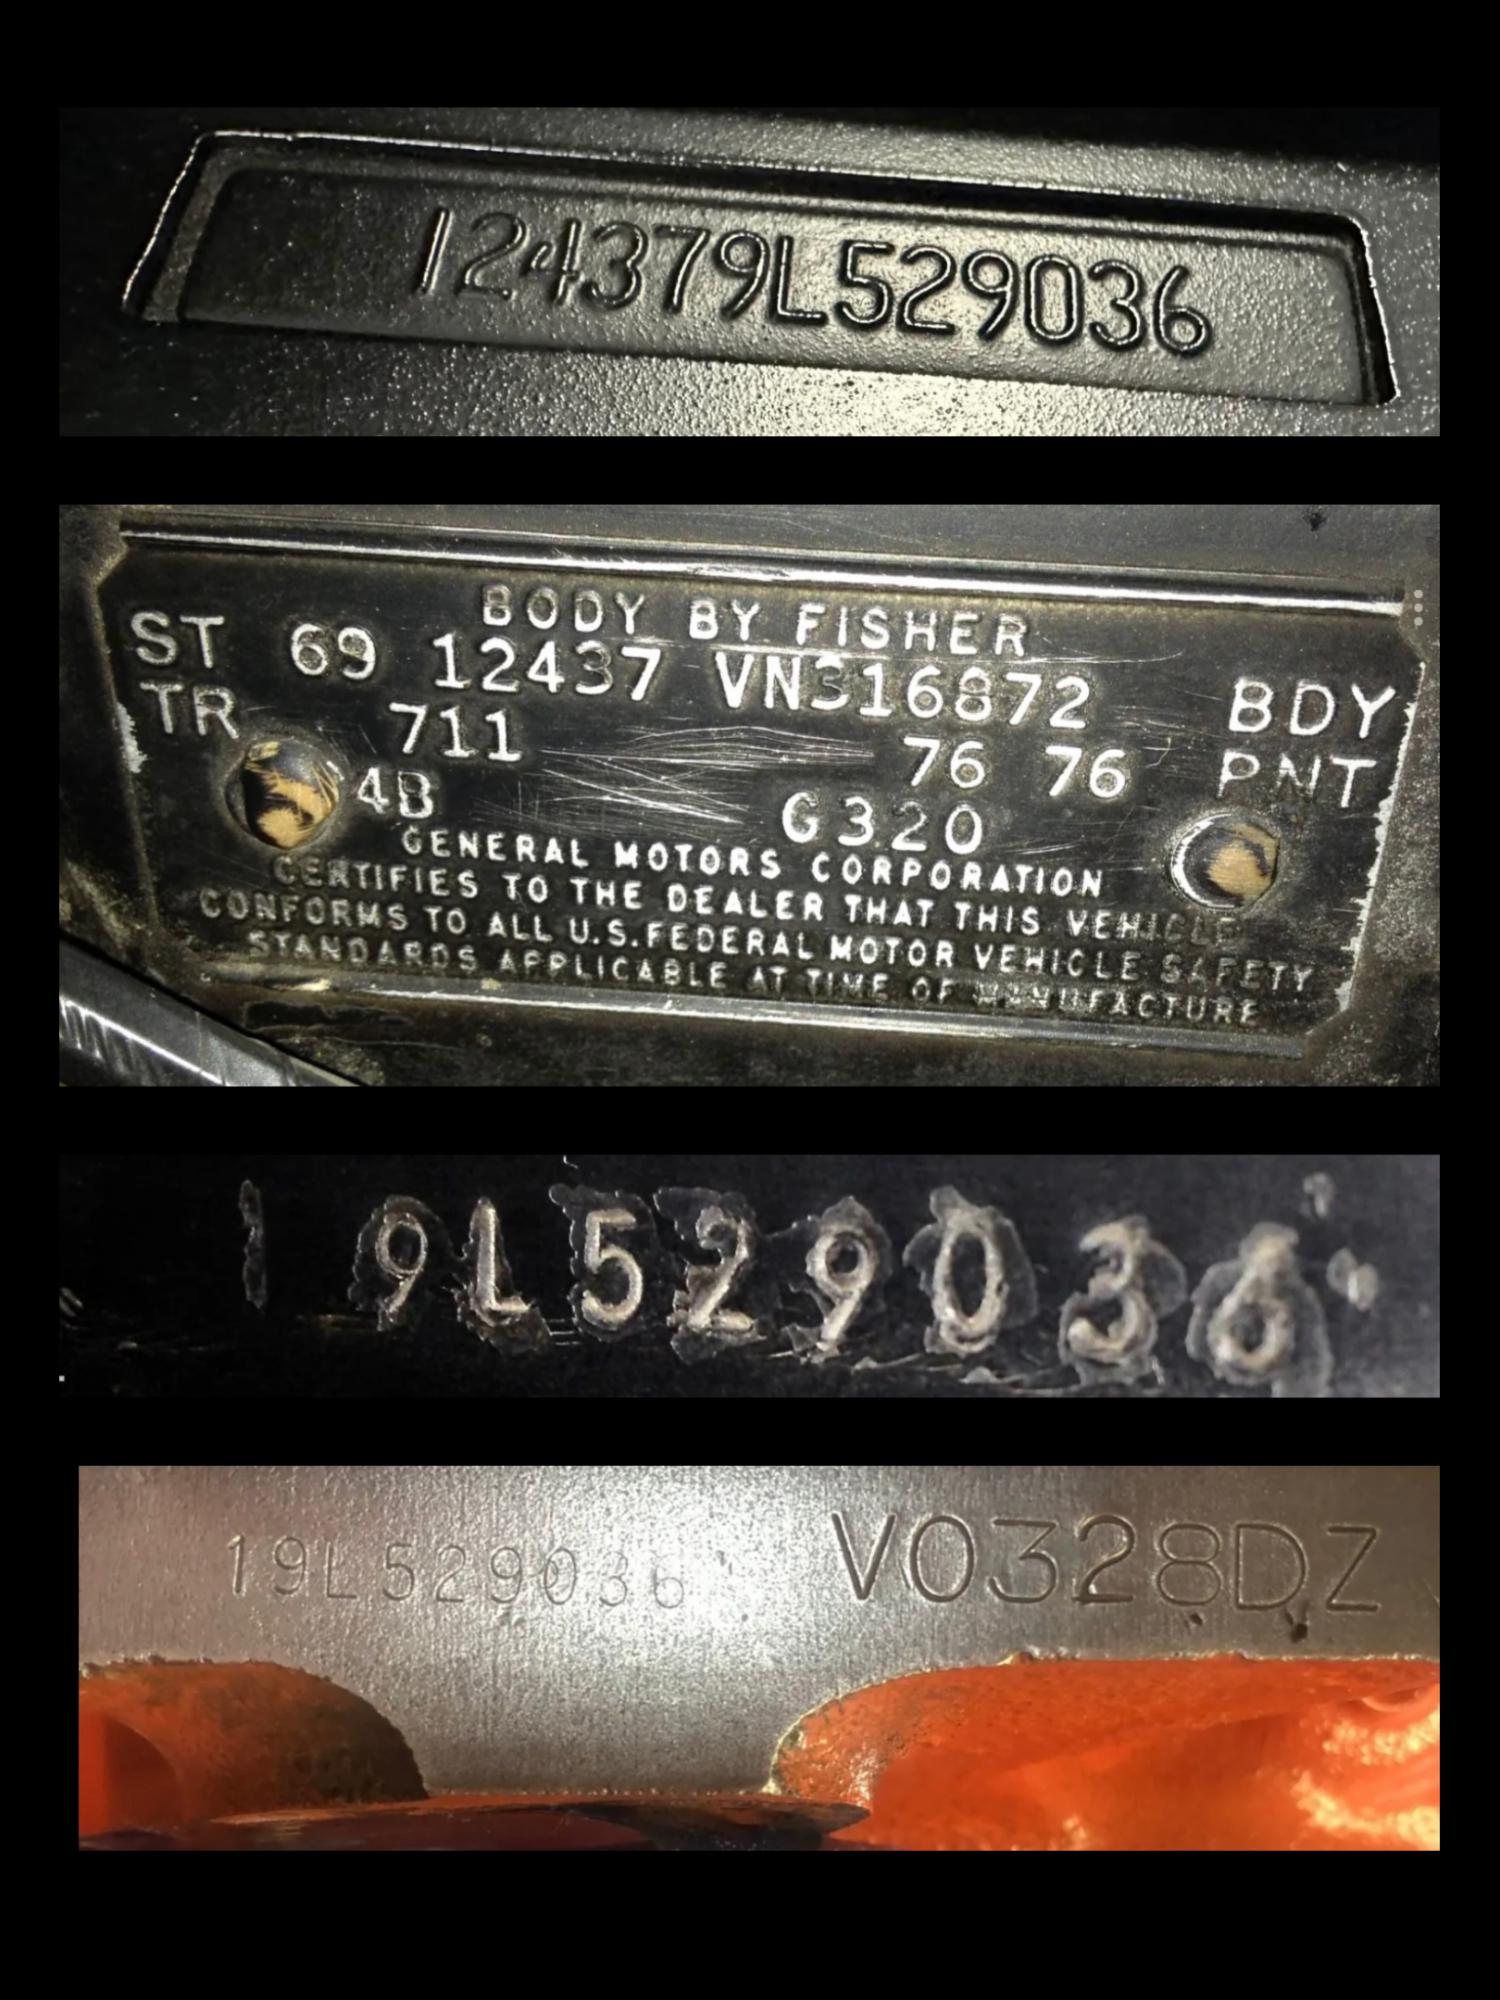 124379L529036
BODY BY FISHER
ST 69 12437 VN316872 BDY
TR 711 76 76 PNT
4B G320
GENERAL MOTORS CORPORATION
CERTIFIES TO THE DEALER THAT THIS VEHICLE
CONFORMS TO ALL U.S. FEDERAL MOTOR VEHICLE SAFETY
STANDARDS APPLICABLE AT TIME OF MANUFACTURE
19L529036
19L529036 V0328DZ